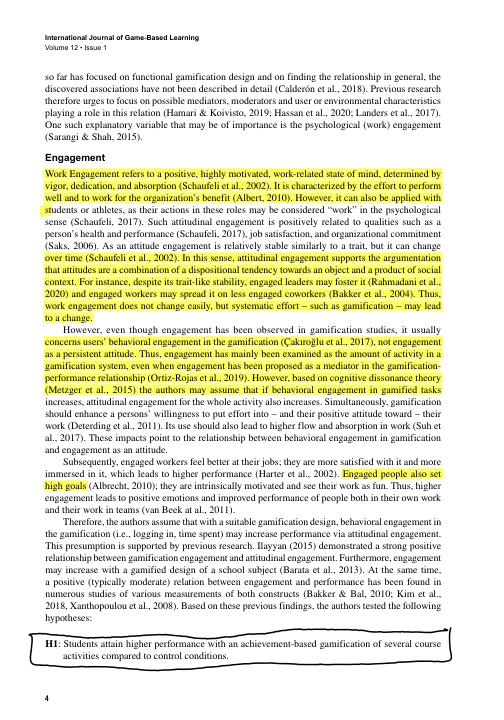 International Journal of Game-Based Learning
Volume 12 • Issue 1
so far has focused on functional gamification design and on finding the relationship in general, the
discovered associations have not been described in detail (Calderón et al., 2018). Previous research
therefore urges to focus on possible mediators, moderators and user or environmental characteristics
playing a role in this relation (Hamari & Koivisto, 2019; Hassan et al., 2020; Landers et al., 2017).
One such explanatory variable that may be of importance is the psychological (work) engagement
(Sarangi & Shah, 2015).
Engagement
Work Engagement refers to a positive, highly motivated, work-related state of mind, determined by
vigor, dedication, and absorption (Schaufeli et al., 2002). It is characterized by the effort to perform
well and to work for the organization's benefit (Albert, 2010). However, it can also be applied with
students or athletes, as their actions in these roles may be considered "work" in the psychological
sense (Schaufeli, 2017). Such attitudinal engagement is positively related to qualities such as a
person's health and performance (Schaufeli, 2017), job satisfaction, and organizational commitment
(Saks, 2006). As an attitude engagement is relatively stable similarly to a trait, but it can change
over time (Schaufeli et al., 2002). In this sense, attitudinal engagement supports the argumentation
that attitudes are a combination of a dispositional tendency towards an object and a product of social
context. For instance, despite its trait-like stability, engaged leaders may foster it (Rahmadani et al.,
2020) and engaged workers may spread it on less engaged coworkers (Bakker et al., 2004). Thus,
work engagement does not change easily, but systematic effort – such as gamification – may lead
to a change.
However, even though engagement has been observed in gamification studies, it usually
concerns users' behavioral engagement in the gamification (Çakıroğlu et al., 2017), not engagement
as a persistent attitude. Thus, engagement has mainly been examined as the amount of activity in a
gamification system, even when engagement has been proposed as a mediator in the gamification-
performance relationship (Ortiz-Rojas et al., 2019). However, based on cognitive dissonance theory
(Metzger et al., 2015) the authors may assume that if behavioral engagement in gamified tasks
increases, attitudinal engagement for the whole activity also increases. Simultaneously, gamification
should enhance a persons' willingness to put effort into – and their positive attitude toward – their
work (Deterding et al., 2011). Its use should also lead to higher flow and absorption in work (Suh et
al., 2017). These impacts point to the relationship between behavioral engagement in gamification
and engagement as an attitude.
Subsequently, engaged workers feel better at their jobs; they are more satisfied with it and more
immersed in it, which leads to higher performance (Harter et al., 2002). Engaged people also set
high goals (Albrecht, 2010); they are intrinsically motivated and see their work as fun. Thus, higher
engagement leads to positive emotions and improved performance of people both in their own work
and their work in teams (van Beek at al., 2011).
Therefore, the authors assume that with a suitable gamification design, behavioral engagement in
the gamification (i.e., logging in, time spent) may increase performance via attitudinal engagement.
This presumption is supported by previous research. Ilayyan (2015) demonstrated a strong positive
relationship between gamification engagement and attitudinal engagement. Furthermore, engagement
may increase with a gamified design of a school subject (Barata et al., 2013). At the same time,
a positive (typically moderate) relation between engagement and performance has been found in
numerous studies of various measurements of both constructs (Bakker & Bal, 2010; Kim et al.,
2018, Xanthopoulou et al., 2008). Based on these previous findings, the authors tested the following
hypotheses:
H1: Students attain higher performance with an achievement-based gamification of several course
activities compared to control conditions.
4